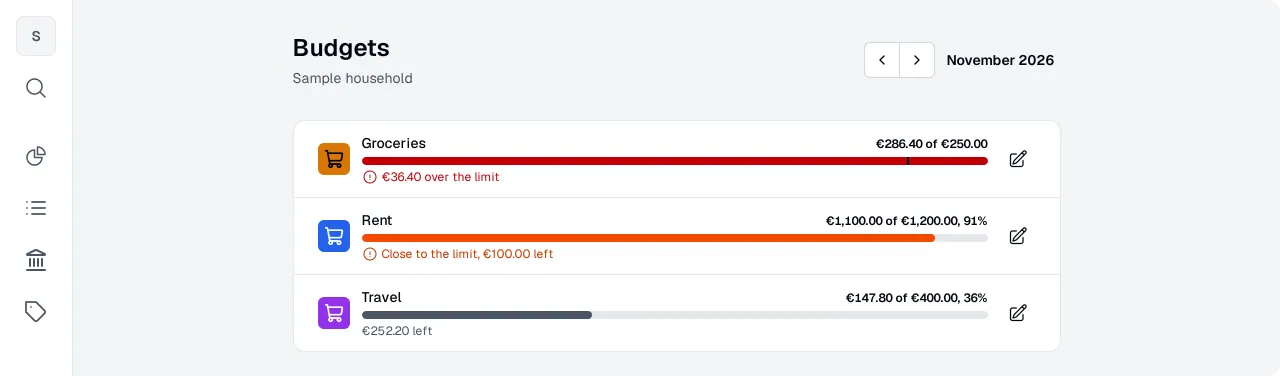 S
Budgets
Sample household
November 2026
Groceries
€286.40 of €250.00
€36.40 over the limit
Rent
€1,100.00 of €1,200.00, 91%
Close to the limit, €100.00 left
Travel
€147.80 of €400.00, 36%
€252.20 left